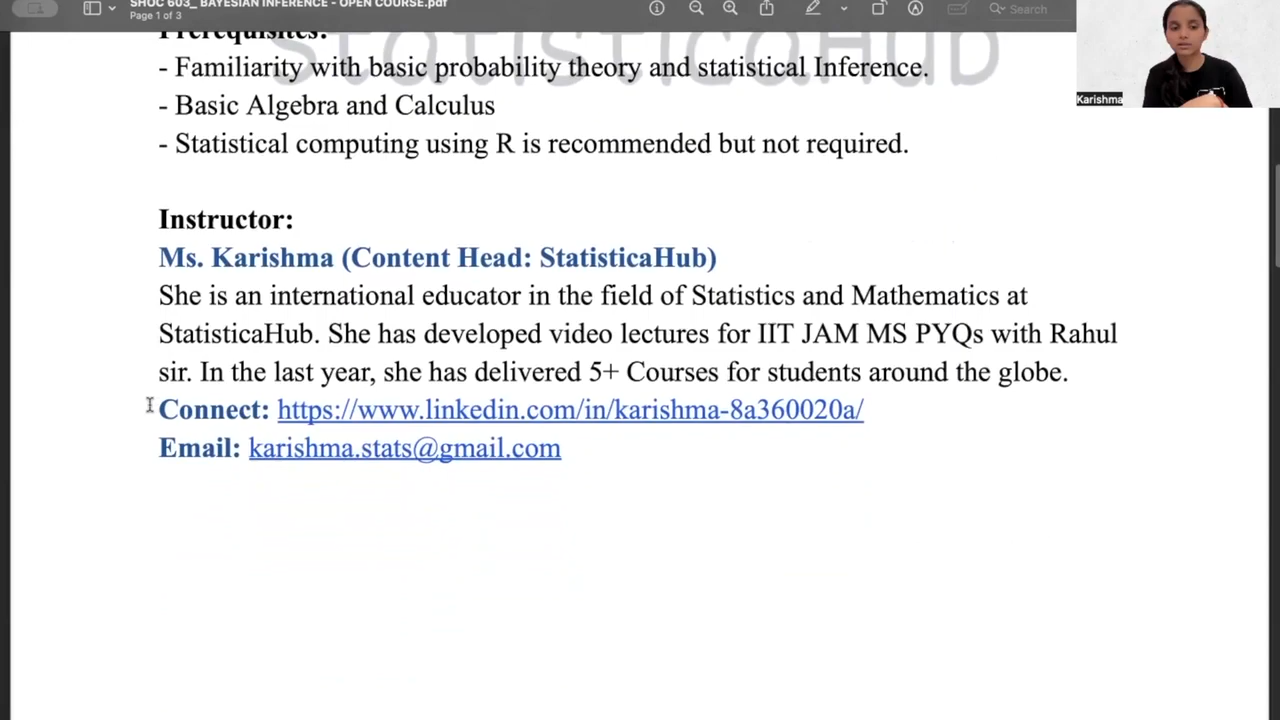 SHOC 603_ BAYESIAN INFERENCE - OPEN COURSE.pdf
Page 1 of 3
Search
Karishma
StatisticaHub
Prerequisites:
- Familiarity with basic probability theory and statistical Inference.
- Basic Algebra and Calculus
- Statistical computing using R is recommended but not required.
Instructor:
Ms. Karishma (Content Head: StatisticaHub)
She is an international educator in the field of Statistics and Mathematics at
StatisticaHub. She has developed video lectures for IIT JAM MS PYQs with Rahul
sir. In the last year, she has delivered 5+ Courses for students around the globe.
Connect: https://www.linkedin.com/in/karishma-8a360020a/
Email: karishma.stats@gmail.com